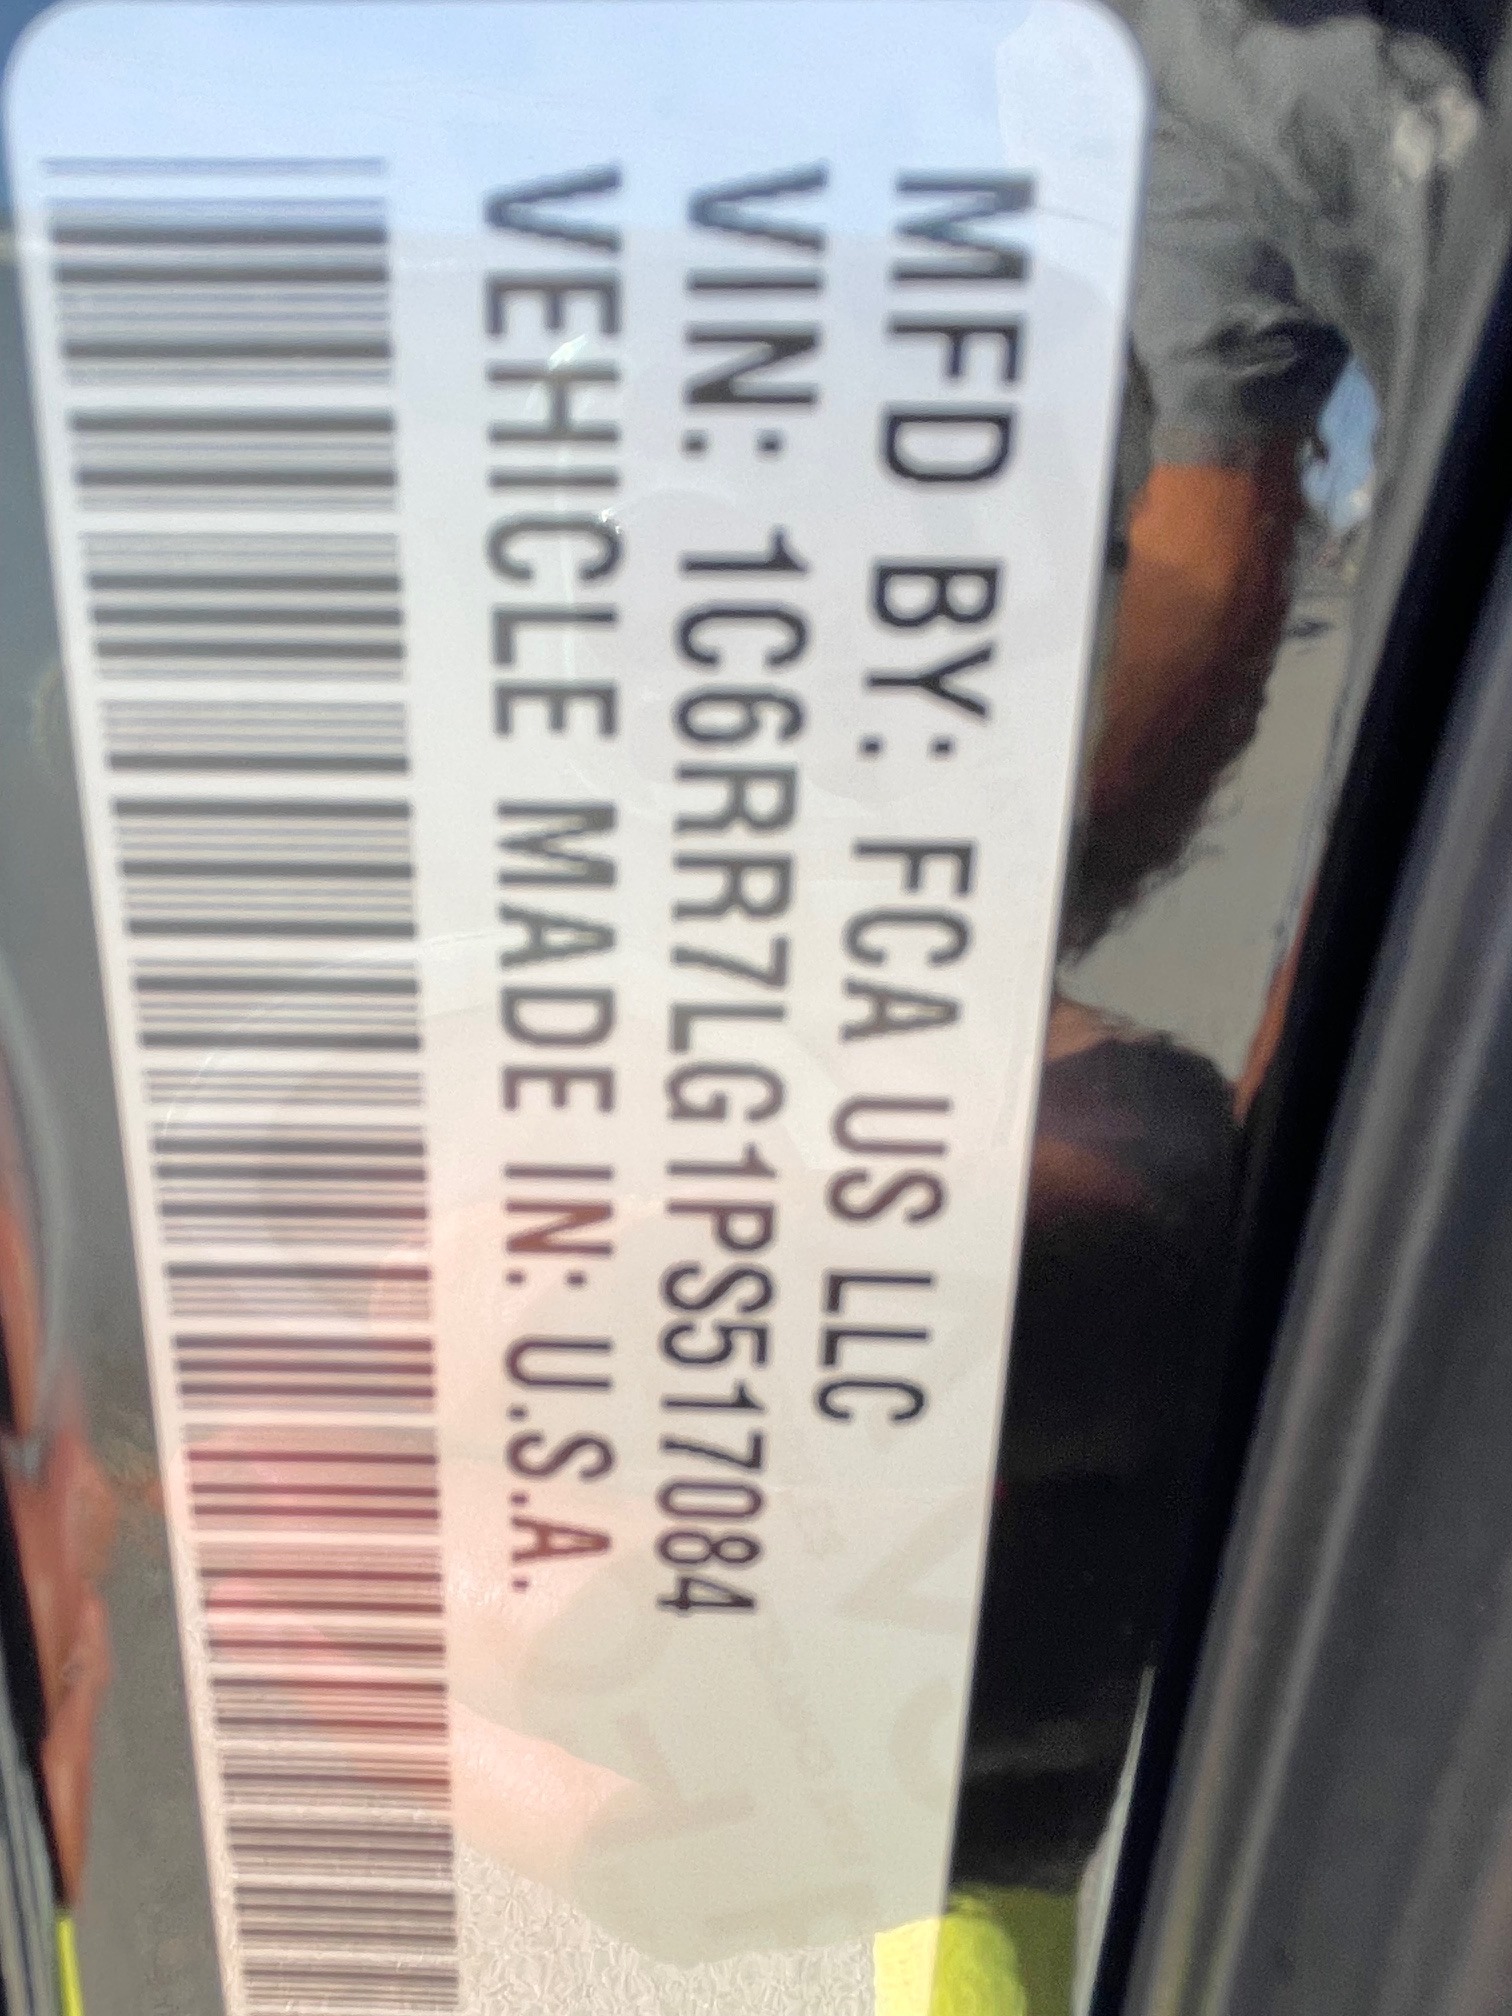 MFD BY: FCA US LLC
VIN: 1C6RR7LG1PS517084
VEHICLE MADE IN: U.S.A.